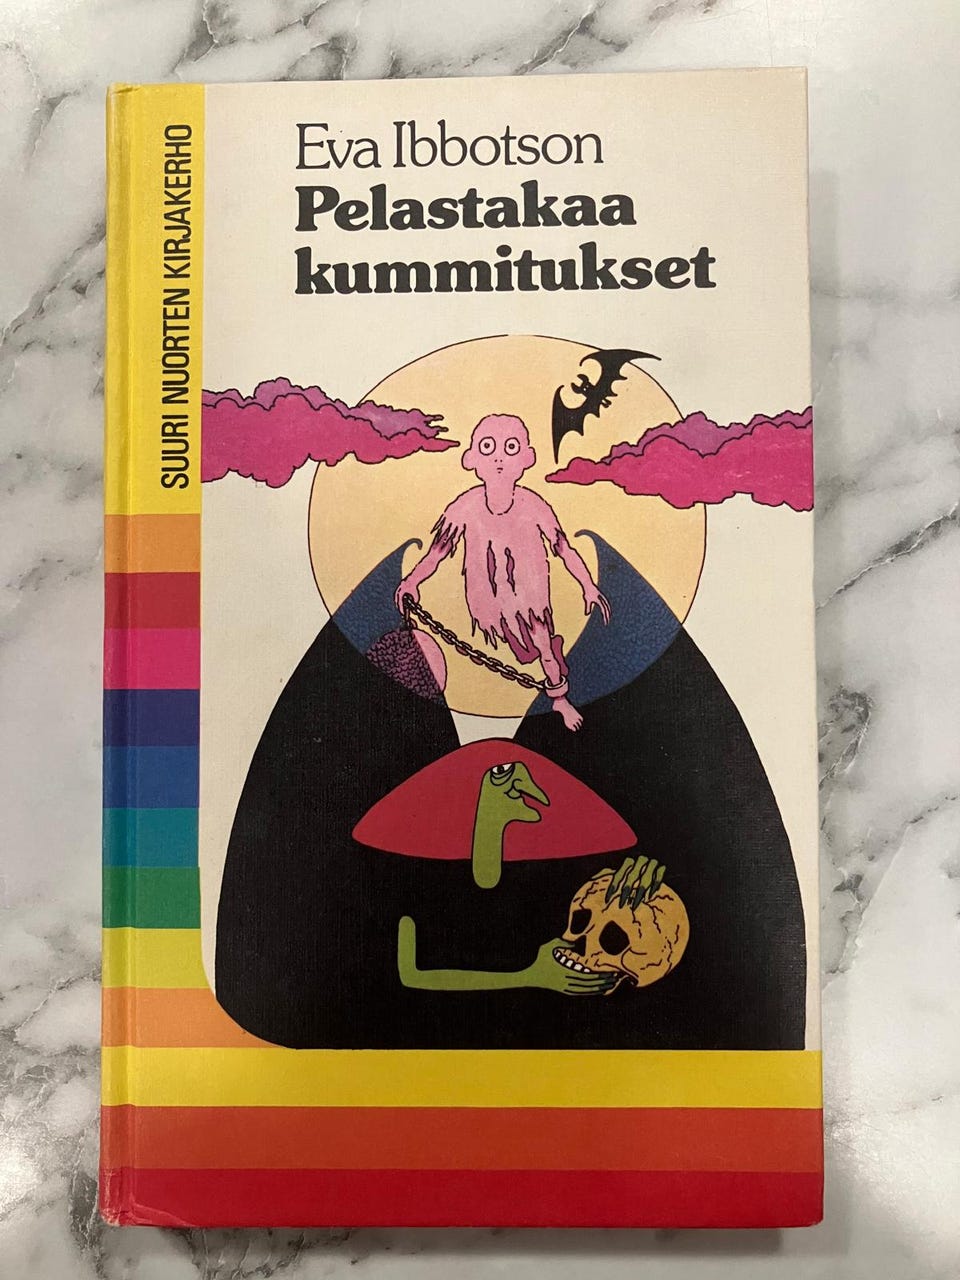 SUURI NUORTEN KIRJAKERHO
Eva Ibbotson
Pelastakaa
kummitukset